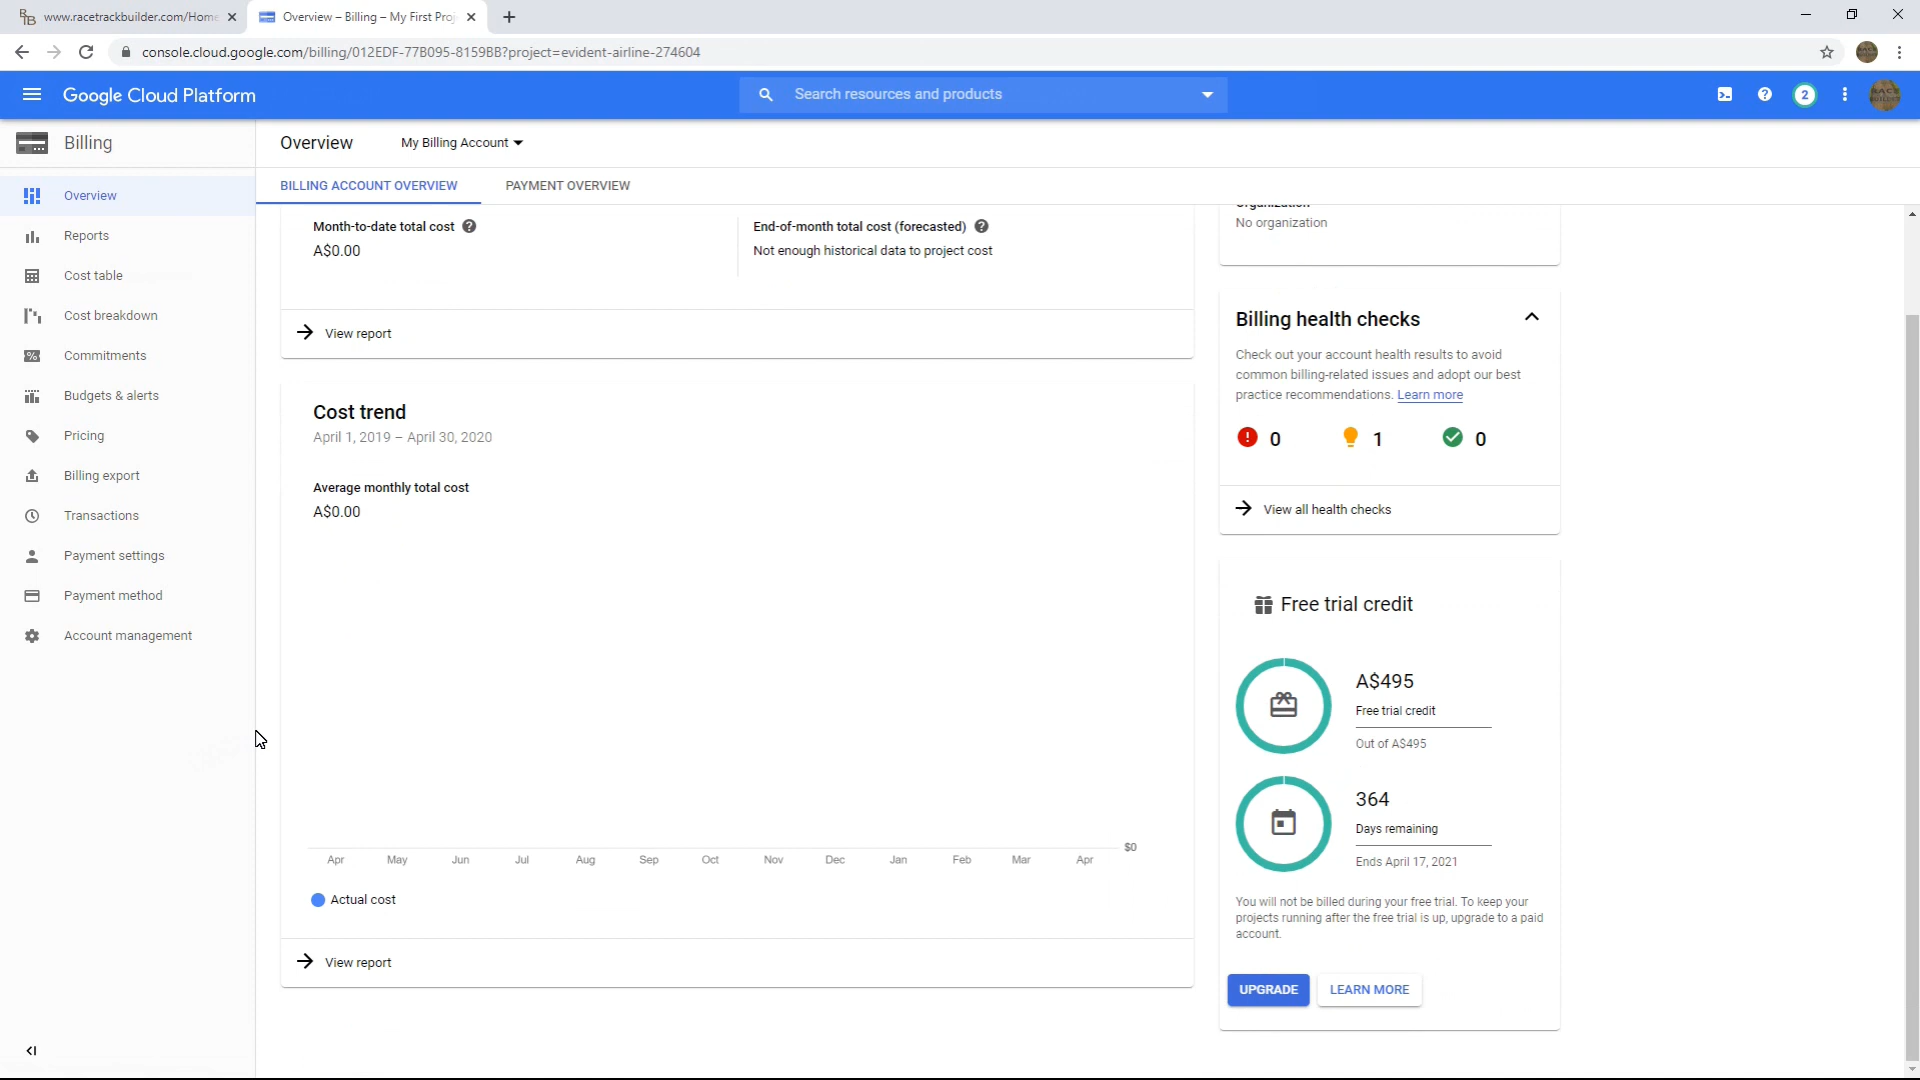 www.racetrackbuilder.com/Home
Overview – Billing – My First Proj
console.cloud.google.com/billing/012EDF-77B095-8159BB?project=evident-airline-274604
Google Cloud Platform
Search resources and products
2
Billing
Overview
My Billing Account
BILLING ACCOUNT OVERVIEW
PAYMENT OVERVIEW
Overview
Reports
Cost table
Cost breakdown
Commitments
Budgets & alerts
Pricing
Billing export
Transactions
Payment settings
Payment method
Account management
Month-to-date total cost
A$0.00
End-of-month total cost (forecasted)
Not enough historical data to project cost
View report
Cost trend
April 1, 2019 – April 30, 2020
Average monthly total cost
A$0.00
$0
Apr May Jun Jul Aug Sep Oct Nov Dec Jan Feb Mar Apr
Actual cost
View report
Organization
No organization
Billing health checks
Check out your account health results to avoid
common billing-related issues and adopt our best
practice recommendations. Learn more
0 1 0
View all health checks
Free trial credit
A$495
Free trial credit
Out of A$495
364
Days remaining
Ends April 17, 2021
You will not be billed during your free trial. To keep your
projects running after the free trial is up, upgrade to a paid
account.
UPGRADE
LEARN MORE